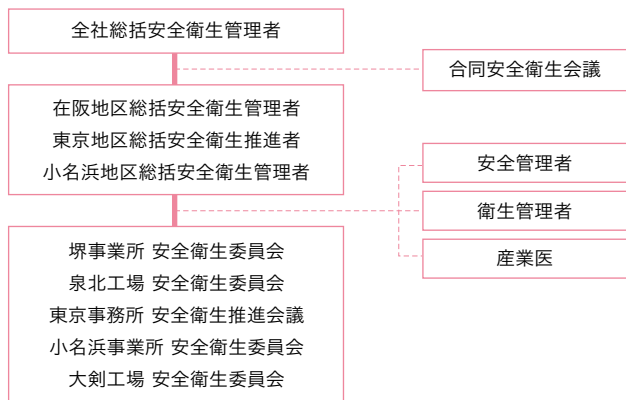 全社総括安全衛生管理者
合同安全衛生会議
在阪地区総括安全衛生管理者
東京地区総括安全衛生推進者
小名浜地区総括安全衛生管理者
安全管理者
衛生管理者
産業医
堺事業所 安全衛生委員会
泉北工場 安全衛生委員会
東京事務所 安全衛生推進会議
小名浜事業所 安全衛生委員会
大剣工場 安全衛生委員会